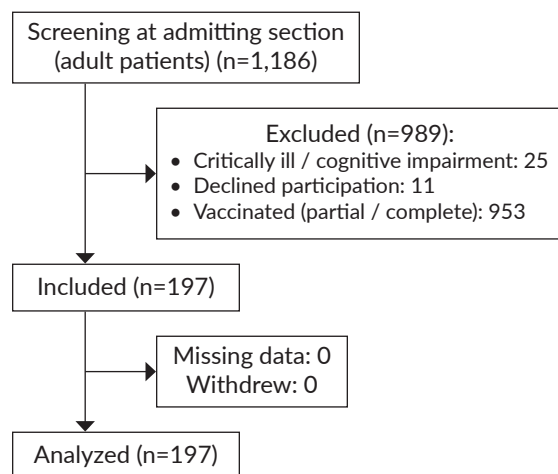 Screening at admitting section
(adult patients) (n=1,186)
Excluded (n=989):
• Critically ill / cognitive impairment: 25
• Declined participation: 11
• Vaccinated (partial / complete): 953
Included (n=197)
Missing data: 0
Withdrew: 0
Analyzed (n=197)